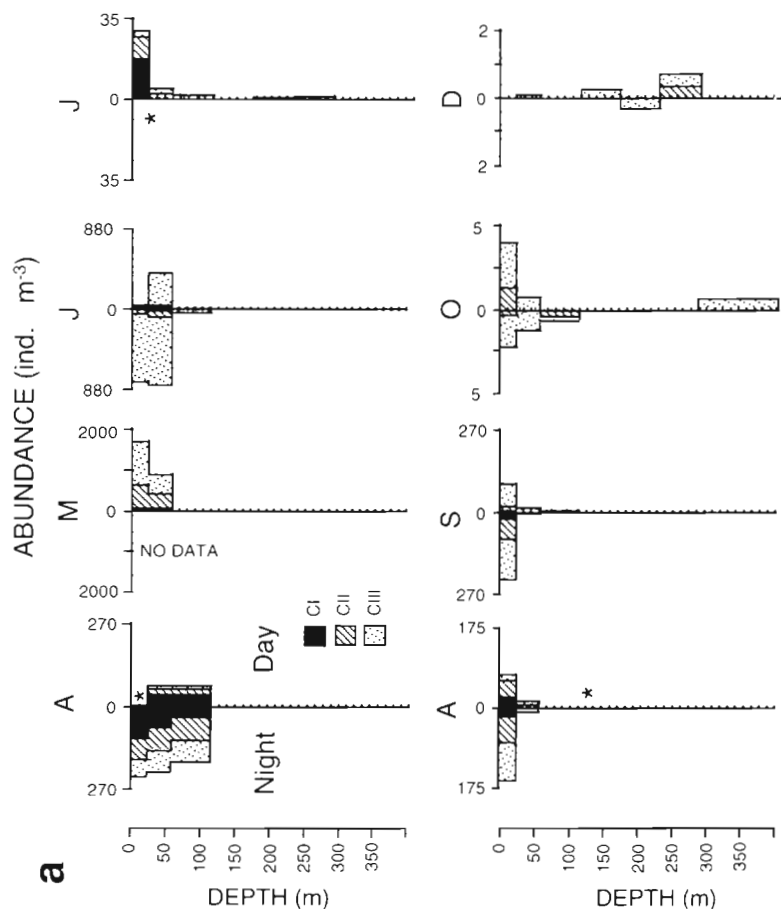 a
ABUNDANCE (ind. m-3)
A M J J
270 0 270
2000 0 2000
880 0 880
35 0 35
NO DATA
*
*
Night Day
CI
CII
CIII
DEPTH (m)
0 50 100 150 200 250 300 350
A S O D
175 0 175
270 0 270
5 0 5
2 0 2
*
DEPTH (m)
0 50 100 150 200 250 300 350